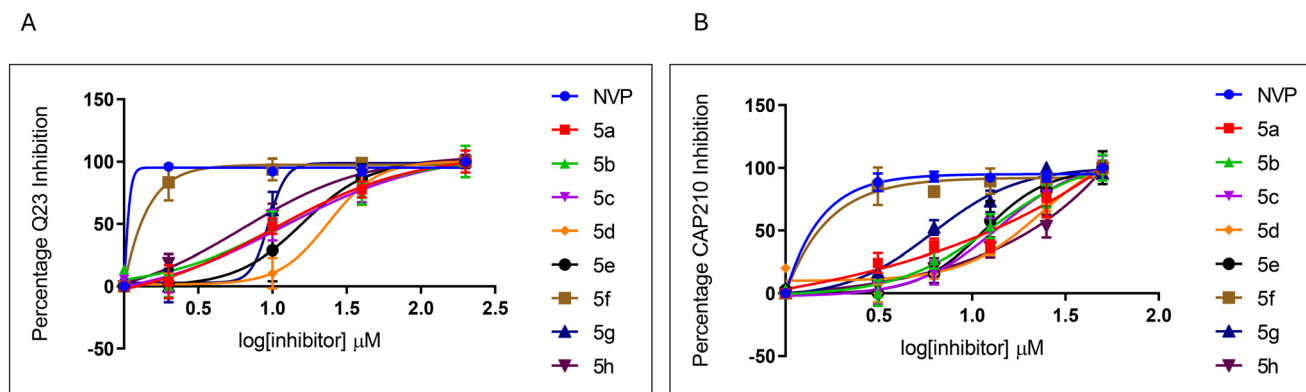 A
B
Percentage Q23 Inhibition
150
100
50
0
-50
0.5
1.0
1.5
2.0
2.5
log[inhibitor] μM
NVP
5a
5b
5c
5d
5e
5f
5g
5h
Percentage CAP210 Inhibition
150
100
50
0
-50
0.5
1.0
1.5
2.0
log[inhibitor] μM
NVP
5a
5b
5c
5d
5e
5f
5g
5h